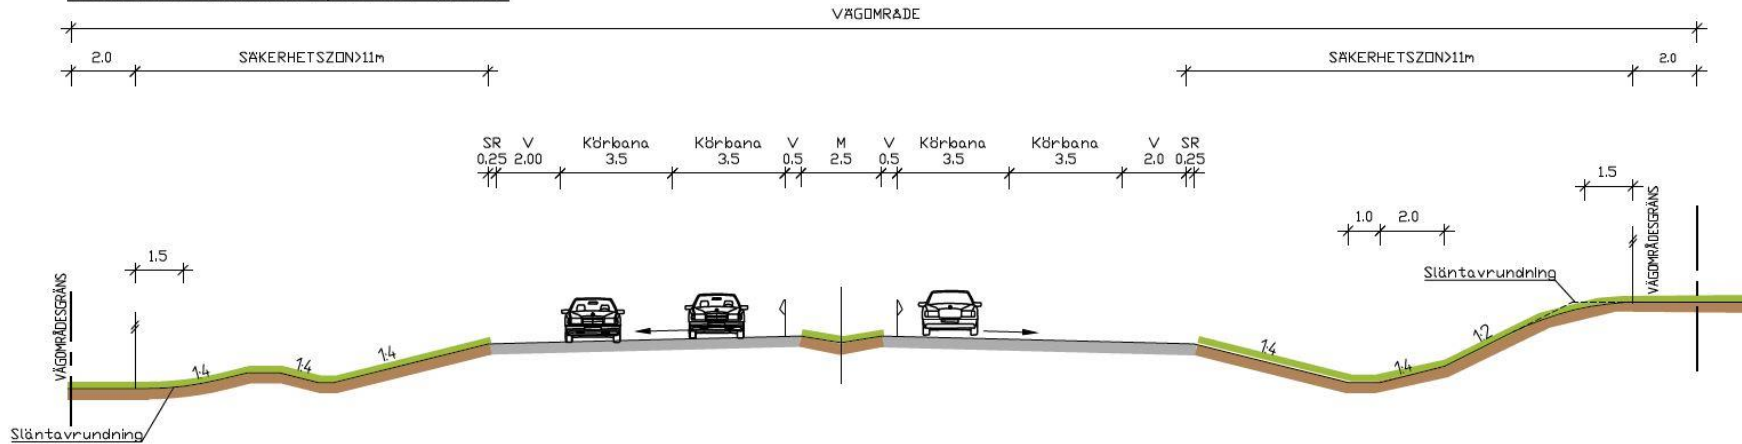 VÄGOMRÅDE
2.0 SÄKERHETSZON>11m SÄKERHETSZON>11m 2.0
SR V Körbana Körbana V M V Körbana Körbana V SR
0.25 2.00 3.5 3.5 0.5 2.5 0.5 3.5 3.5 2.0 0.25
1.5
1.0 2.0
1.5
VÄGOMRÅDESGRÄNS
VÄGOMRÅDESGRÄNS
Släntavrundning
1:4 1:4 1:4 1:4 1:4 1:2
Släntavrundning